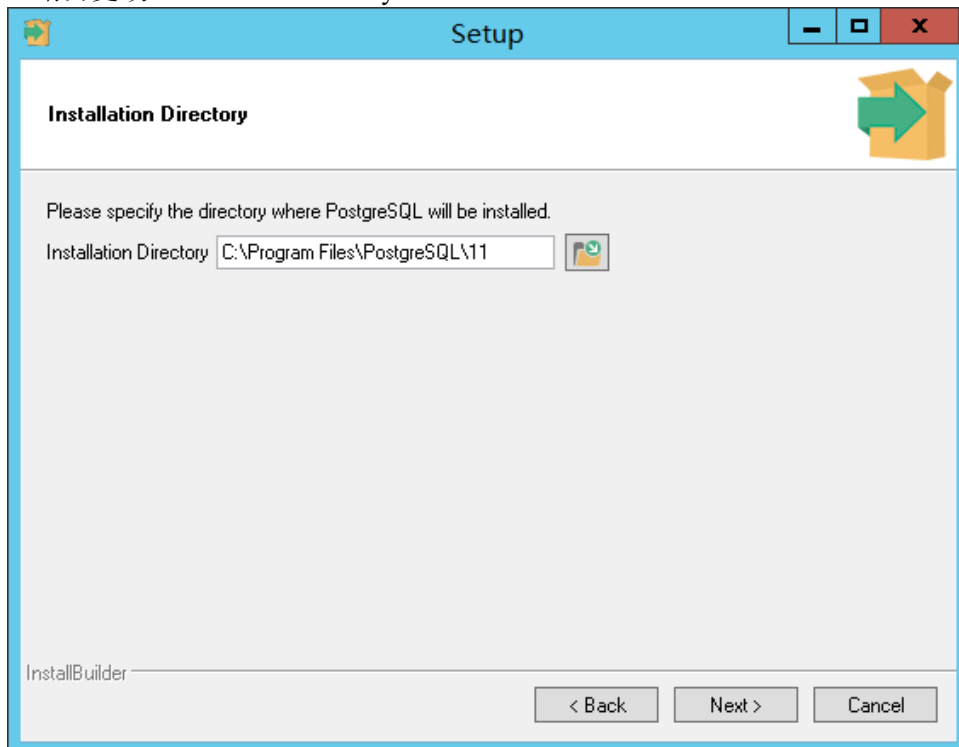 Setup
Installation Directory
Please specify the directory where PostgreSQL will be installed.
Installation Directory C:\Program Files\PostgreSQL\11
InstallBuilder
< Back Next > Cancel